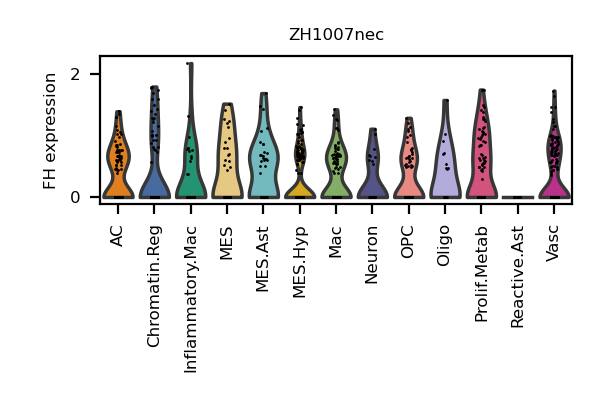 ZH1007nec
FH expression
2
0
AC
Chromatin.Reg
Inflammatory.Mac
MES
MES.Ast
MES.Hyp
Mac
Neuron
OPC
Oligo
Prolif.Metab
Reactive.Ast
Vasc